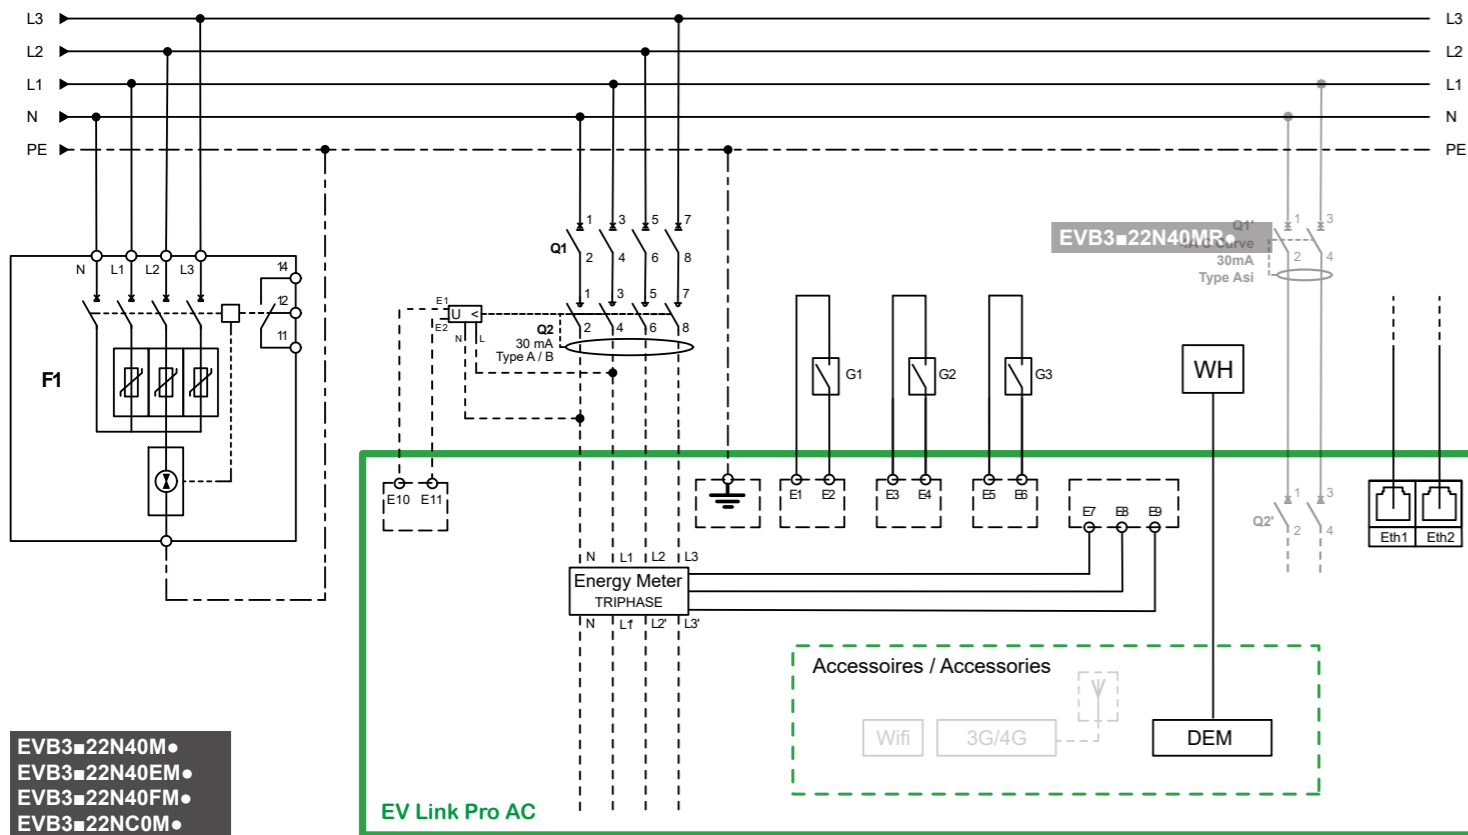 L3 L3
L2 L2
L1 L1
N N
PE PE
1 3 5 7
Q1
2 4 6 8
EVB3■22N40MR●
Q1' 1 3
Curve 2 4
30mA
Type Asi
N L1 L2 L3 14
12
11
F1
E1
U <
E2
N L
1 3 5 7
Q2 2 4 6 8
30 mA
Type A / B
G1 G2 G3
WH
E10 E11
E1 E2 E3 E4 E5 E6
E7 E8 E9
1 3
Q2'
2 4
Eth1 Eth2
N L1 L2 L3
Energy Meter
TRIPHASE
N L1' L2' L3'
Accessoires / Accessories
Wifi 3G/4G DEM
EVB3■22N40M●
EVB3■22N40EM●
EVB3■22N40FM●
EVB3■22NC0M●
EV Link Pro AC